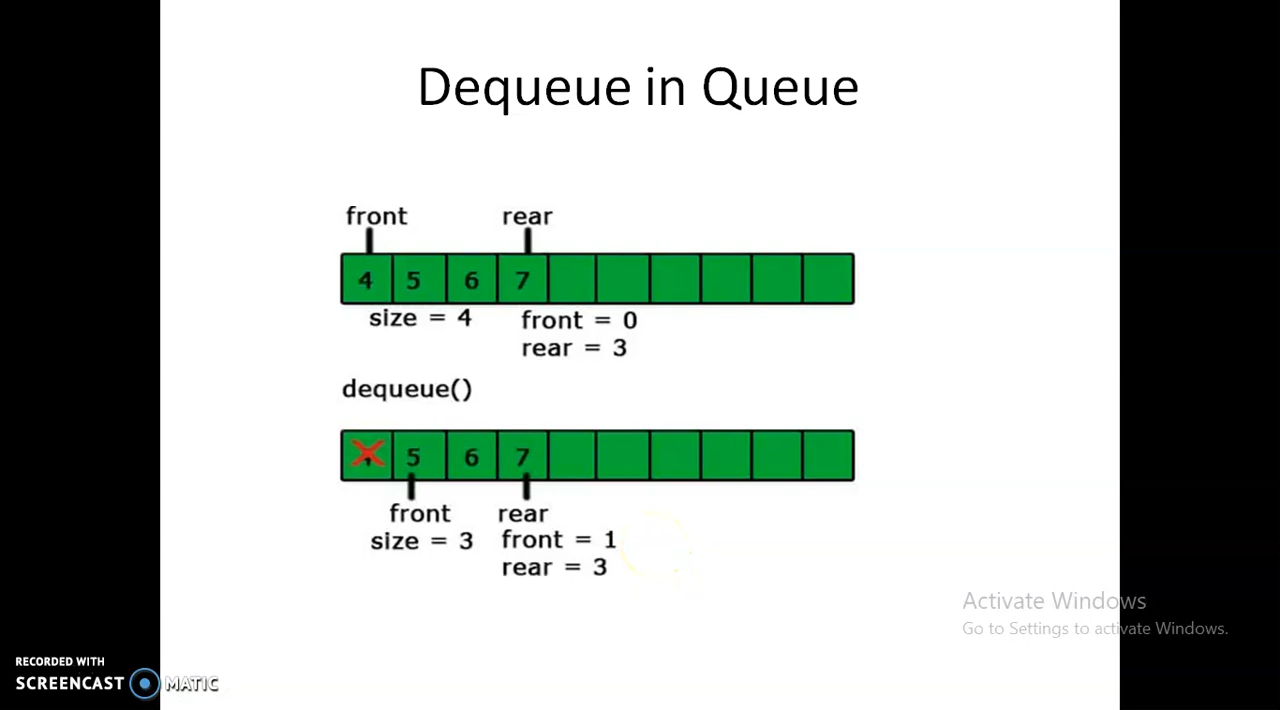 Dequeue in Queue
front rear
4 5 6 7
size = 4 front = 0
rear = 3
dequeue()
5 6 7
front rear
size = 3 front = 1
rear = 3
Activate Windows
Go to Settings to activate Windows.
RECORDED WITH
SCREENCAST MATIC